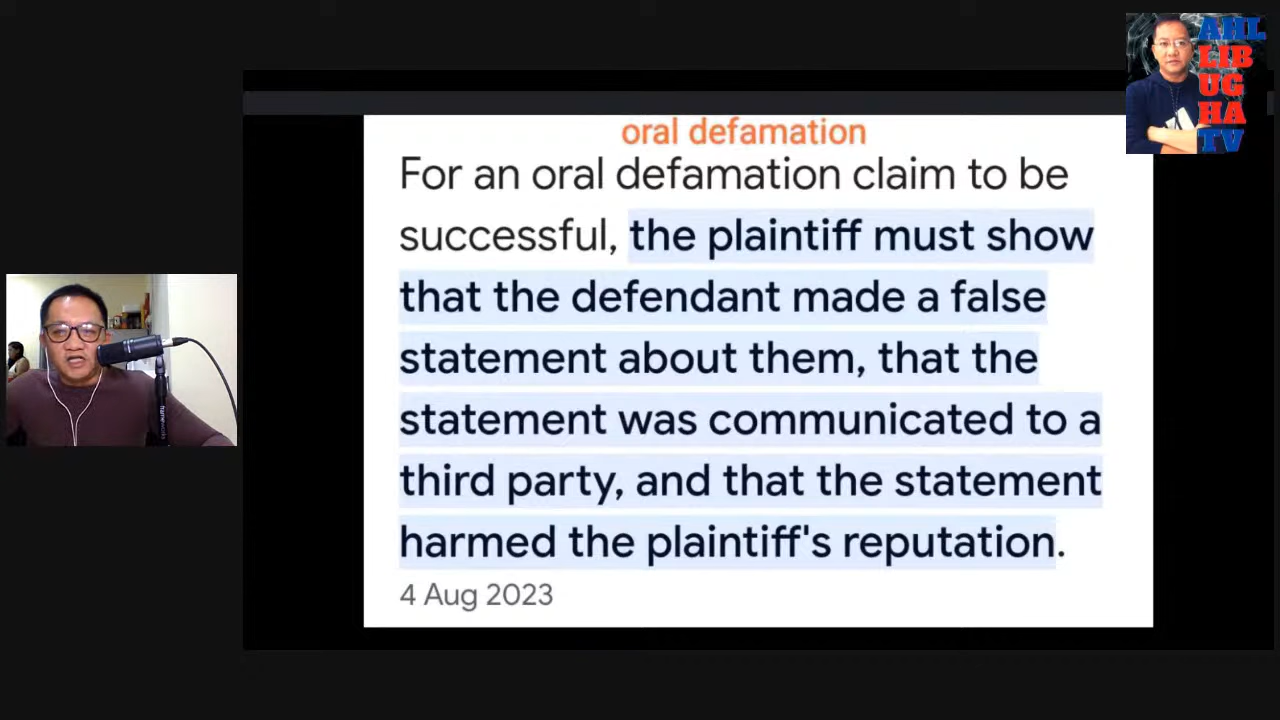 AHL
LIB
UG
HA
TV
oral defamation
For an oral defamation claim to be
successful, the plaintiff must show
that the defendant made a false
statement about them, that the
statement was communicated to a
third party, and that the statement
harmed the plaintiff's reputation.
4 Aug 2023